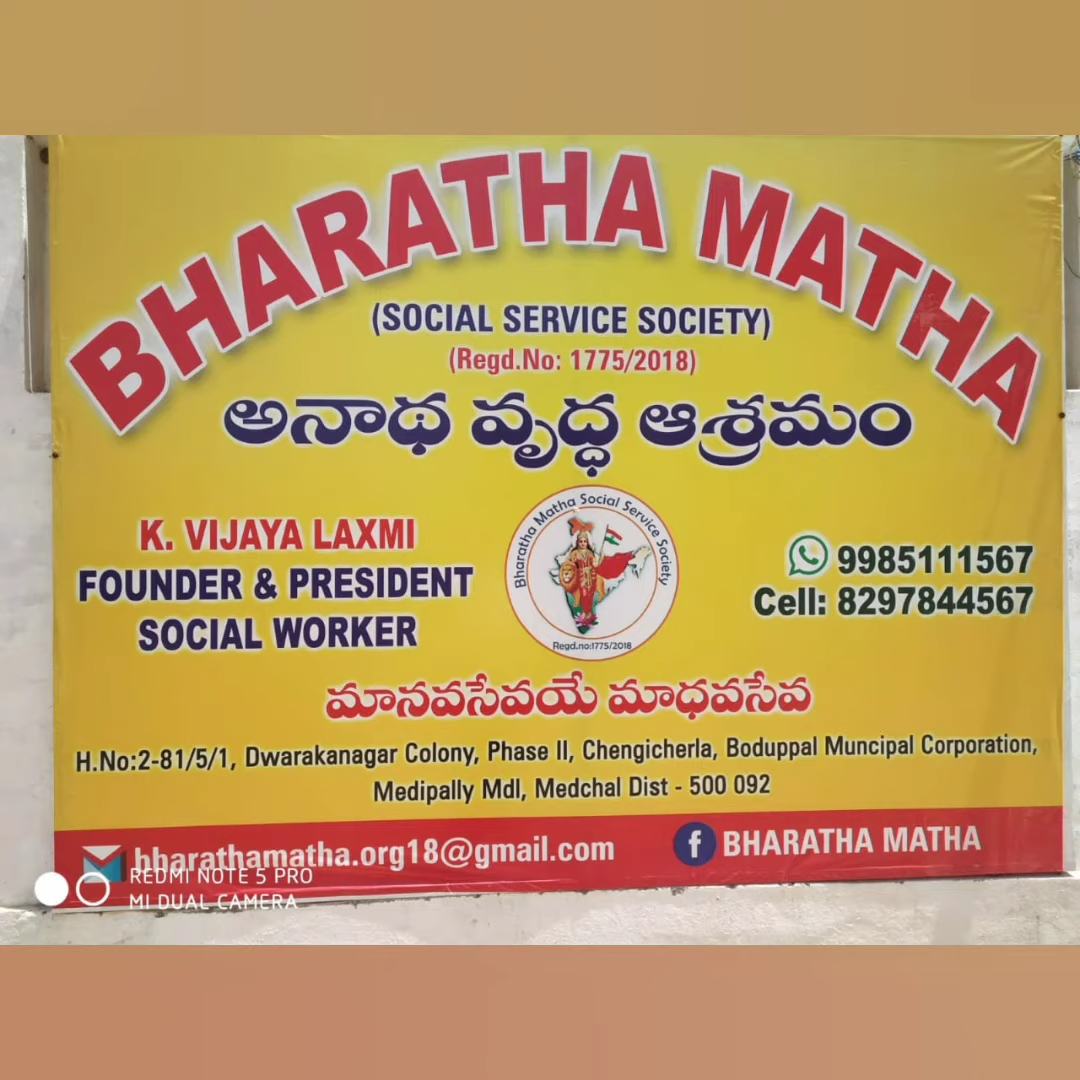 BHARATHA MATHA
(SOCIAL SERVICE SOCIETY)
(Regd.No: 1775/2018)
అనాథ వృద్ధ ఆశ్రమం
K. VIJAYA LAXMI
FOUNDER & PRESIDENT
SOCIAL WORKER
Bharatha Matha Social Service Society
Regd.no:1775/2018
9985111567
Cell: 8297844567
మానవసేవయే మాధవసేవ
H.No:2-81/5/1, Dwarakanagar Colony, Phase II, Chengicherla, Boduppal Muncipal Corporation,
Medipally Mdl, Medchal Dist - 500 092
bharathamatha.org18@gmail.com
BHARATHA MATHA
REDMI NOTE 5 PRO
MI DUAL CAMERA